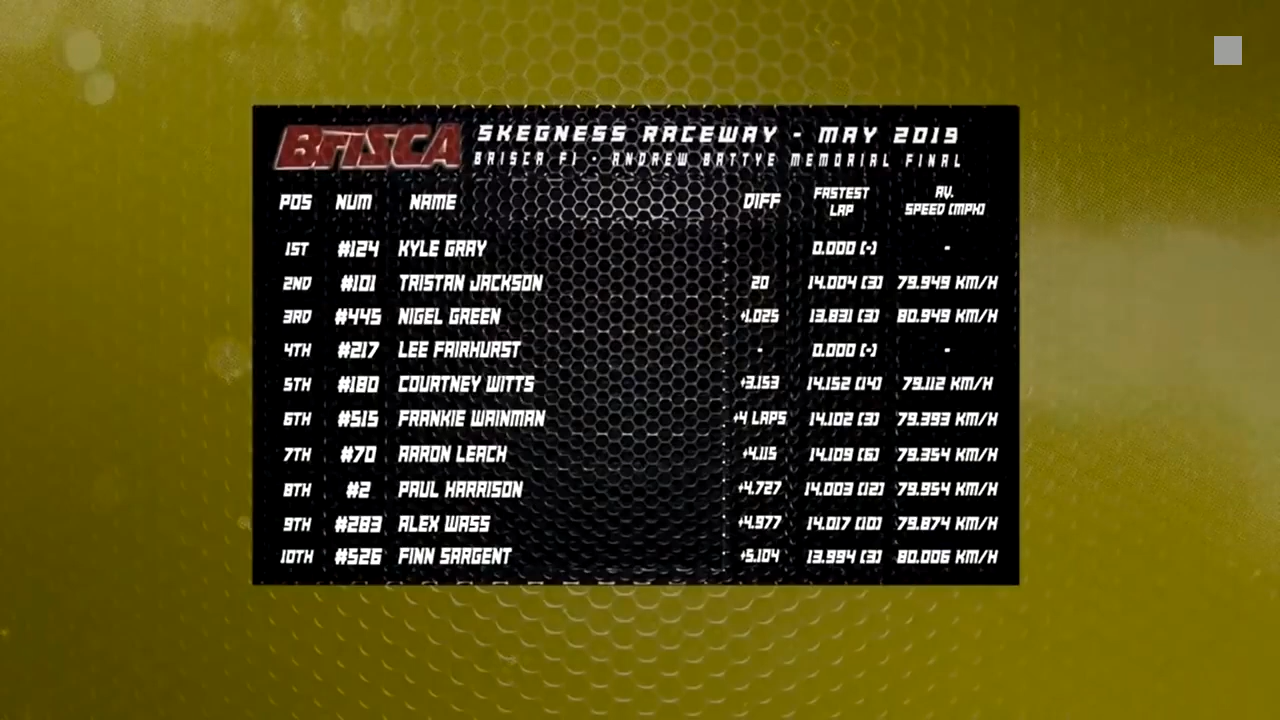 BRISCA
SKEGNESS RACEWAY - MAY 2019
BRISCA F1 - ANDREW BATTYE MEMORIAL FINAL
POS NUM NAME DIFF FASTEST LAP AV. SPEED (MPH)
1ST #124 KYLE GRAY 0.000 (-) -
2ND #101 TRISTAN JACKSON 20 14.004 (3) 79.949 KM/H
3RD #445 NIGEL GREEN +1.025 13.831 (3) 80.949 KM/H
4TH #217 LEE FAIRHURST - 0.000 (-) -
5TH #180 COURTNEY WITTS +3.153 14.152 (14) 79.112 KM/H
6TH #515 FRANKIE WAINMAN +4 LAPS 14.102 (3) 79.393 KM/H
7TH #70 AARON LEACH +4.115 14.109 (6) 79.354 KM/H
8TH #2 PAUL HARRISON +4.727 14.003 (12) 79.954 KM/H
9TH #283 ALEX WASS +4.977 14.017 (10) 79.874 KM/H
10TH #526 FINN SARGENT +5.104 13.994 (3) 80.006 KM/H